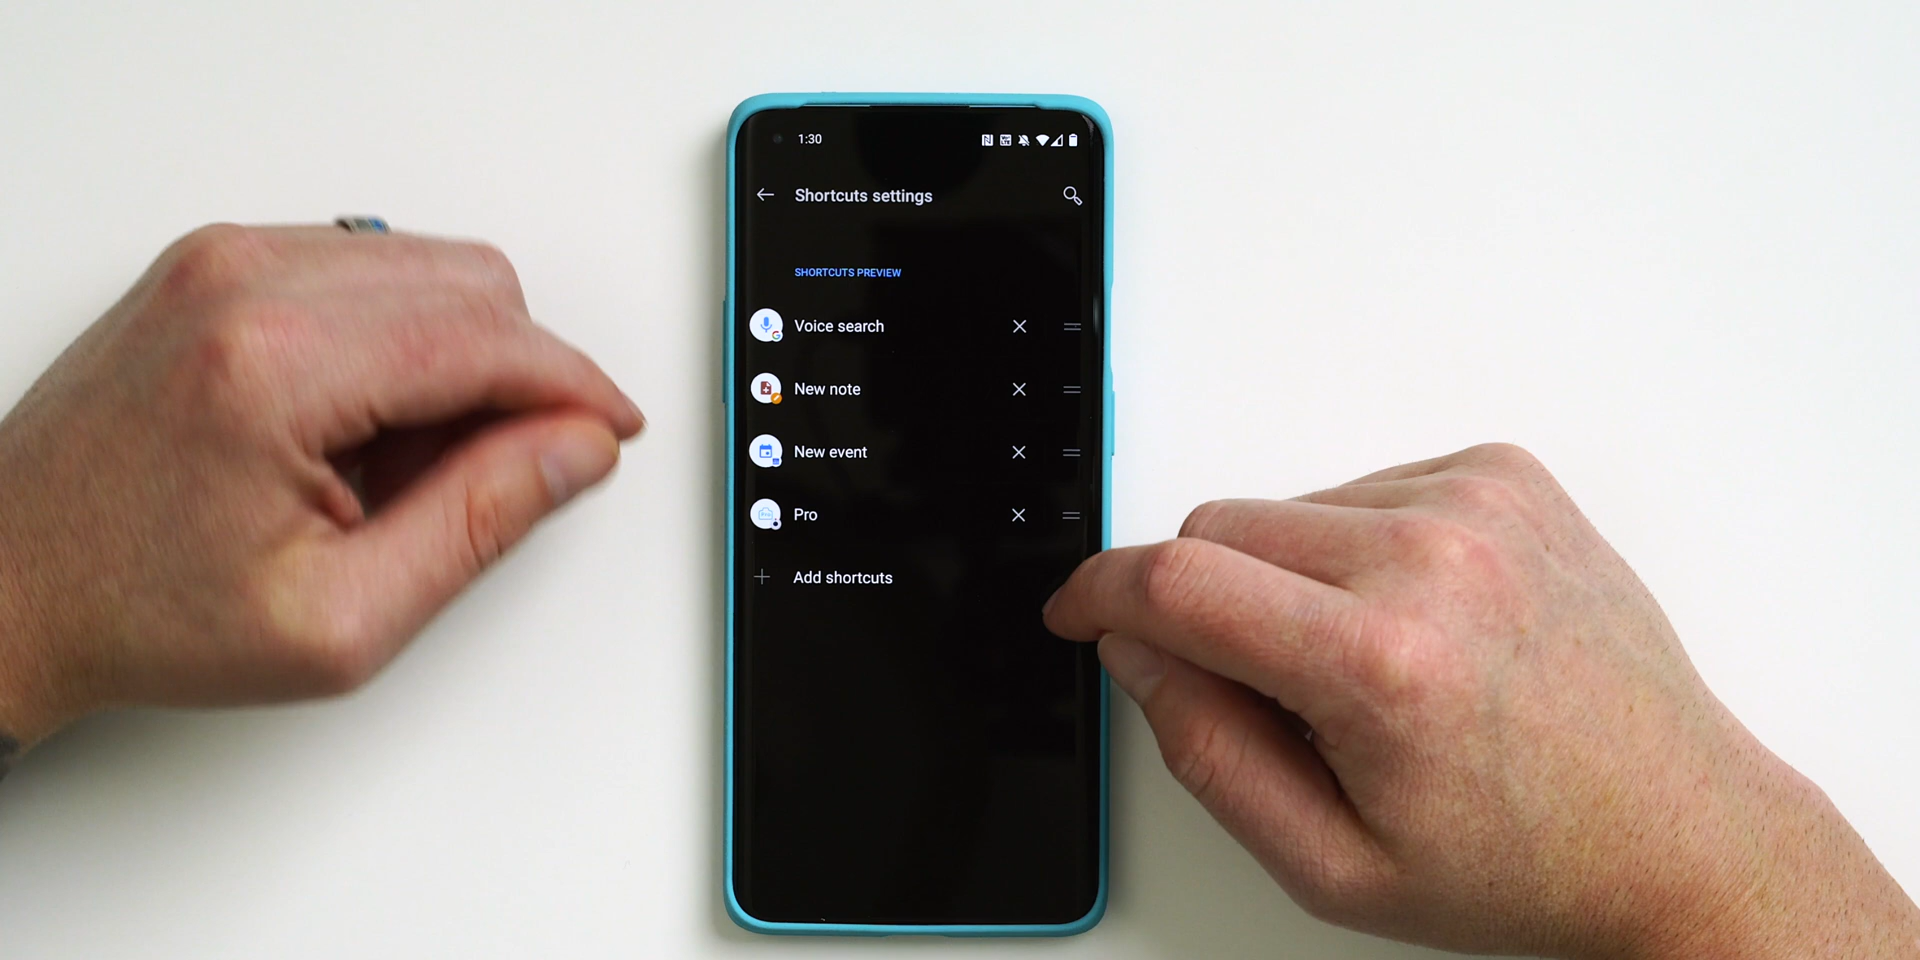 1:30
Shortcuts settings
SHORTCUTS PREVIEW
Voice search
New note
New event
Pro
Add shortcuts